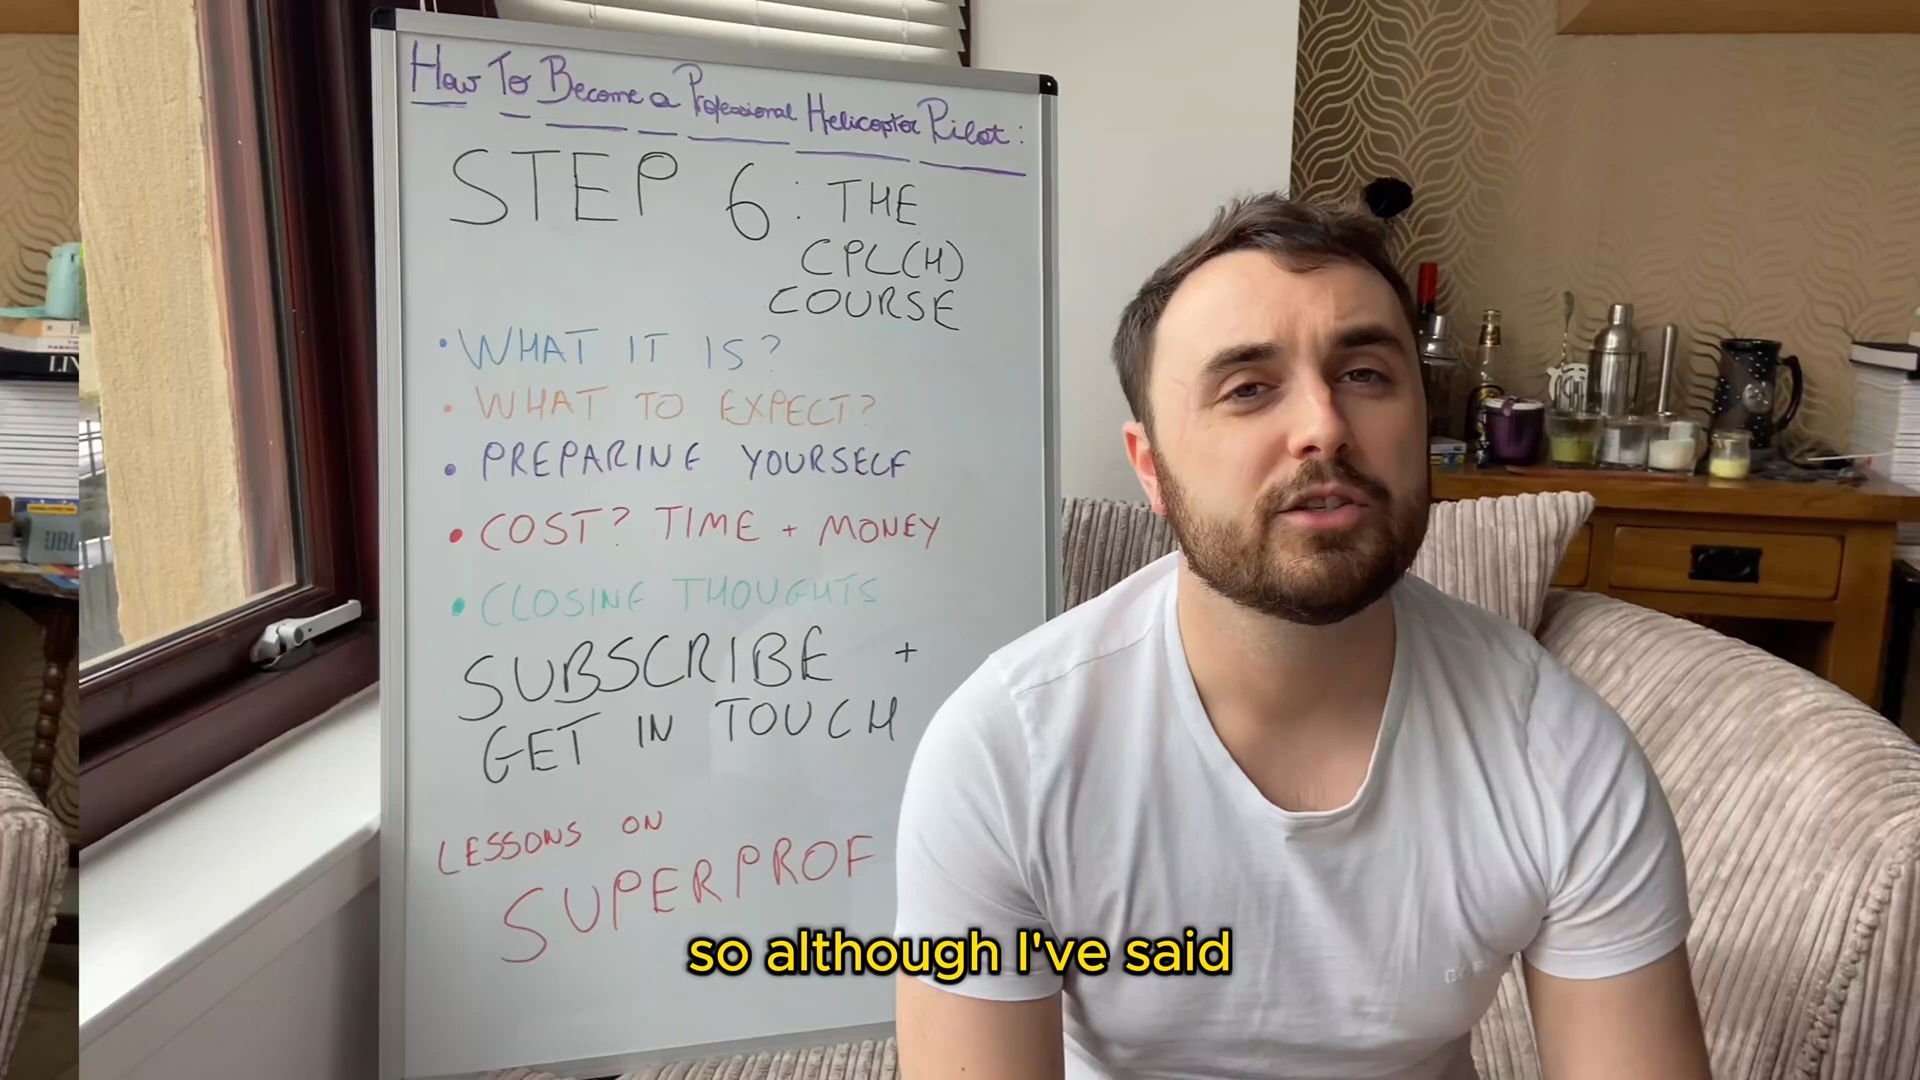 How To Become a Professional Helicopter Pilot:
STEP 6: THE
CPL(H)
COURSE
• WHAT IT IS?
• WHAT TO EXPECT?
• PREPARING YOURSELF
• COST? TIME + MONEY
• CLOSING THOUGHTS
SUBSCRIBE +
GET IN TOUCH
LESSONS ON
SUPERPROF
JBL
so although I've said